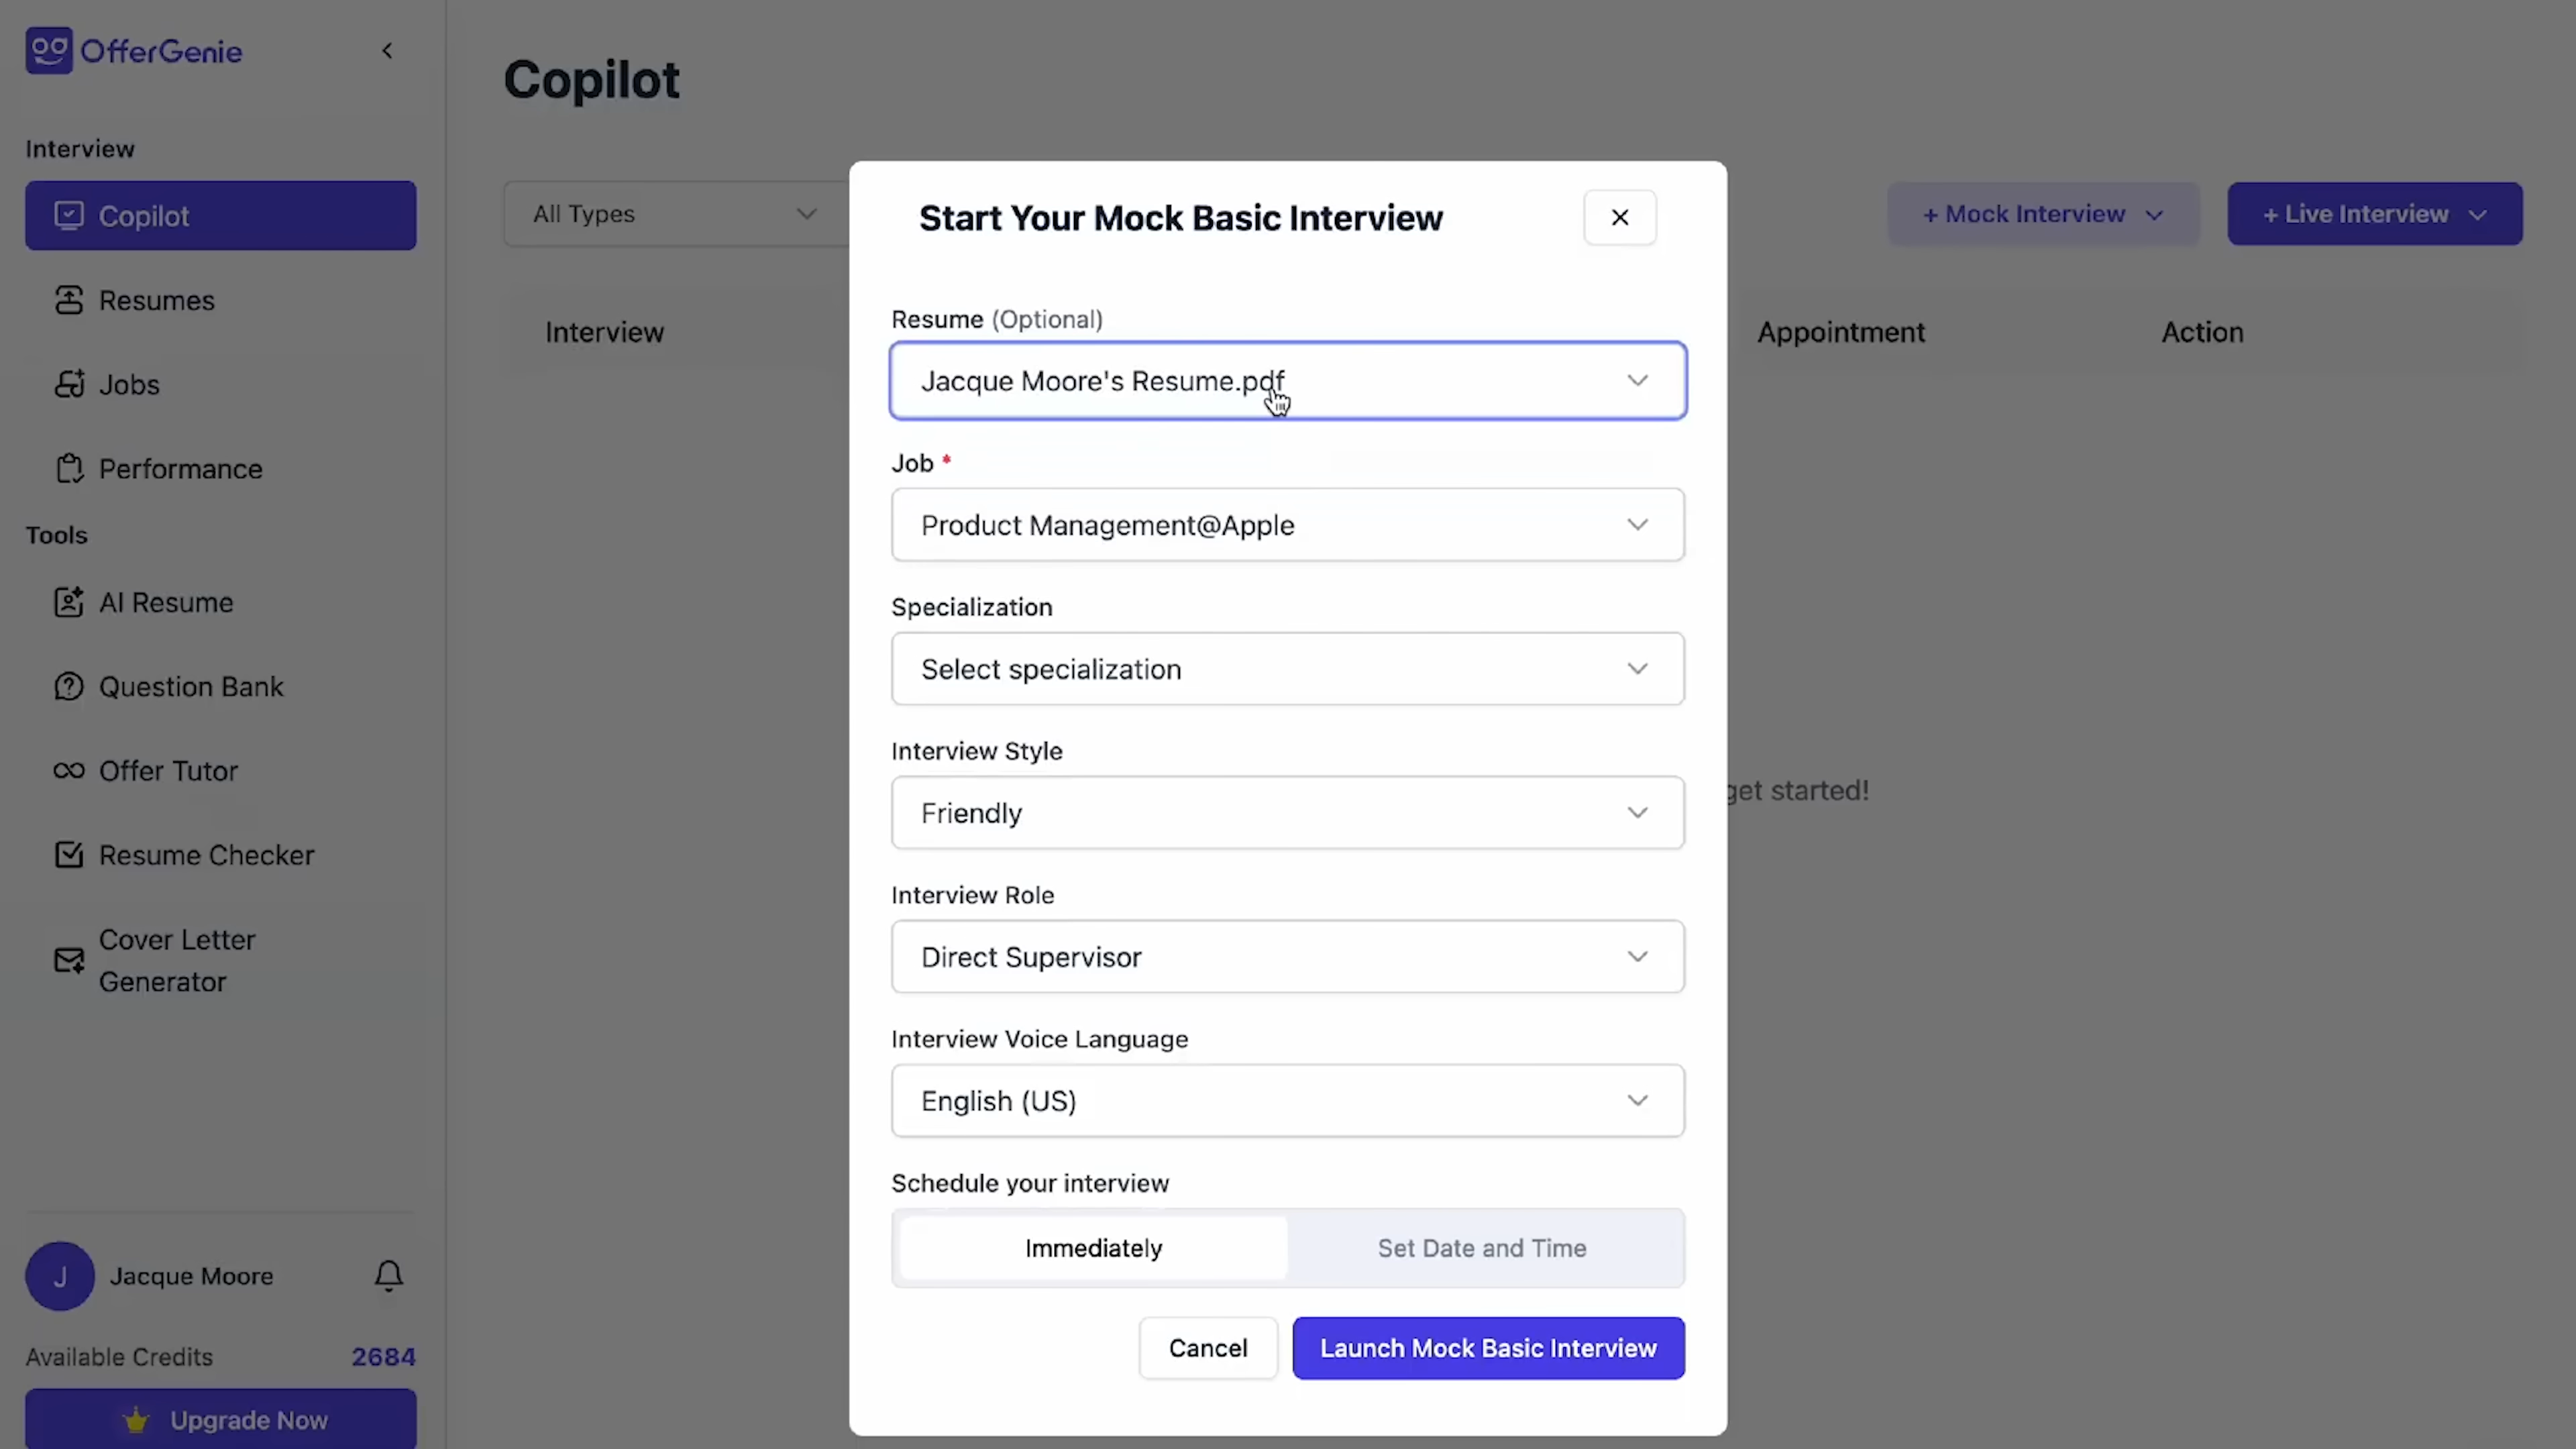 OfferGenie
Interview
Copilot
Resumes
Jobs
Performance
Tools
AI Resume
Question Bank
Offer Tutor
Resume Checker
Cover Letter
Generator
J
Jacque Moore
Available Credits
2684
Upgrade Now
Copilot
All Types
+ Mock Interview
+ Live Interview
Interview
Appointment
Action
get started!
Start Your Mock Basic Interview
Resume (Optional)
Jacque Moore's Resume.pdf
Job *
Product Management@Apple
Specialization
Select specialization
Interview Style
Friendly
Interview Role
Direct Supervisor
Interview Voice Language
English (US)
Schedule your interview
Immediately
Set Date and Time
Cancel
Launch Mock Basic Interview